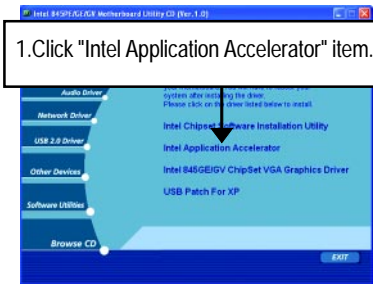 Intel 845PE/GE/GV Motherboard Utility CD (Ver.1.0)
1.Click "Intel Application Accelerator" item.
Audio Driver
system after installing the driver.
Please click on the driver listed below to install.
Network Driver
Intel Chipset Software Installation Utility
USB 2.0 Driver
Intel Application Accelerator
Other Devices
Intel 845GE/GV ChipSet VGA Graphics Driver
USB Patch For XP
Software Utilities
Browse CD
EXIT